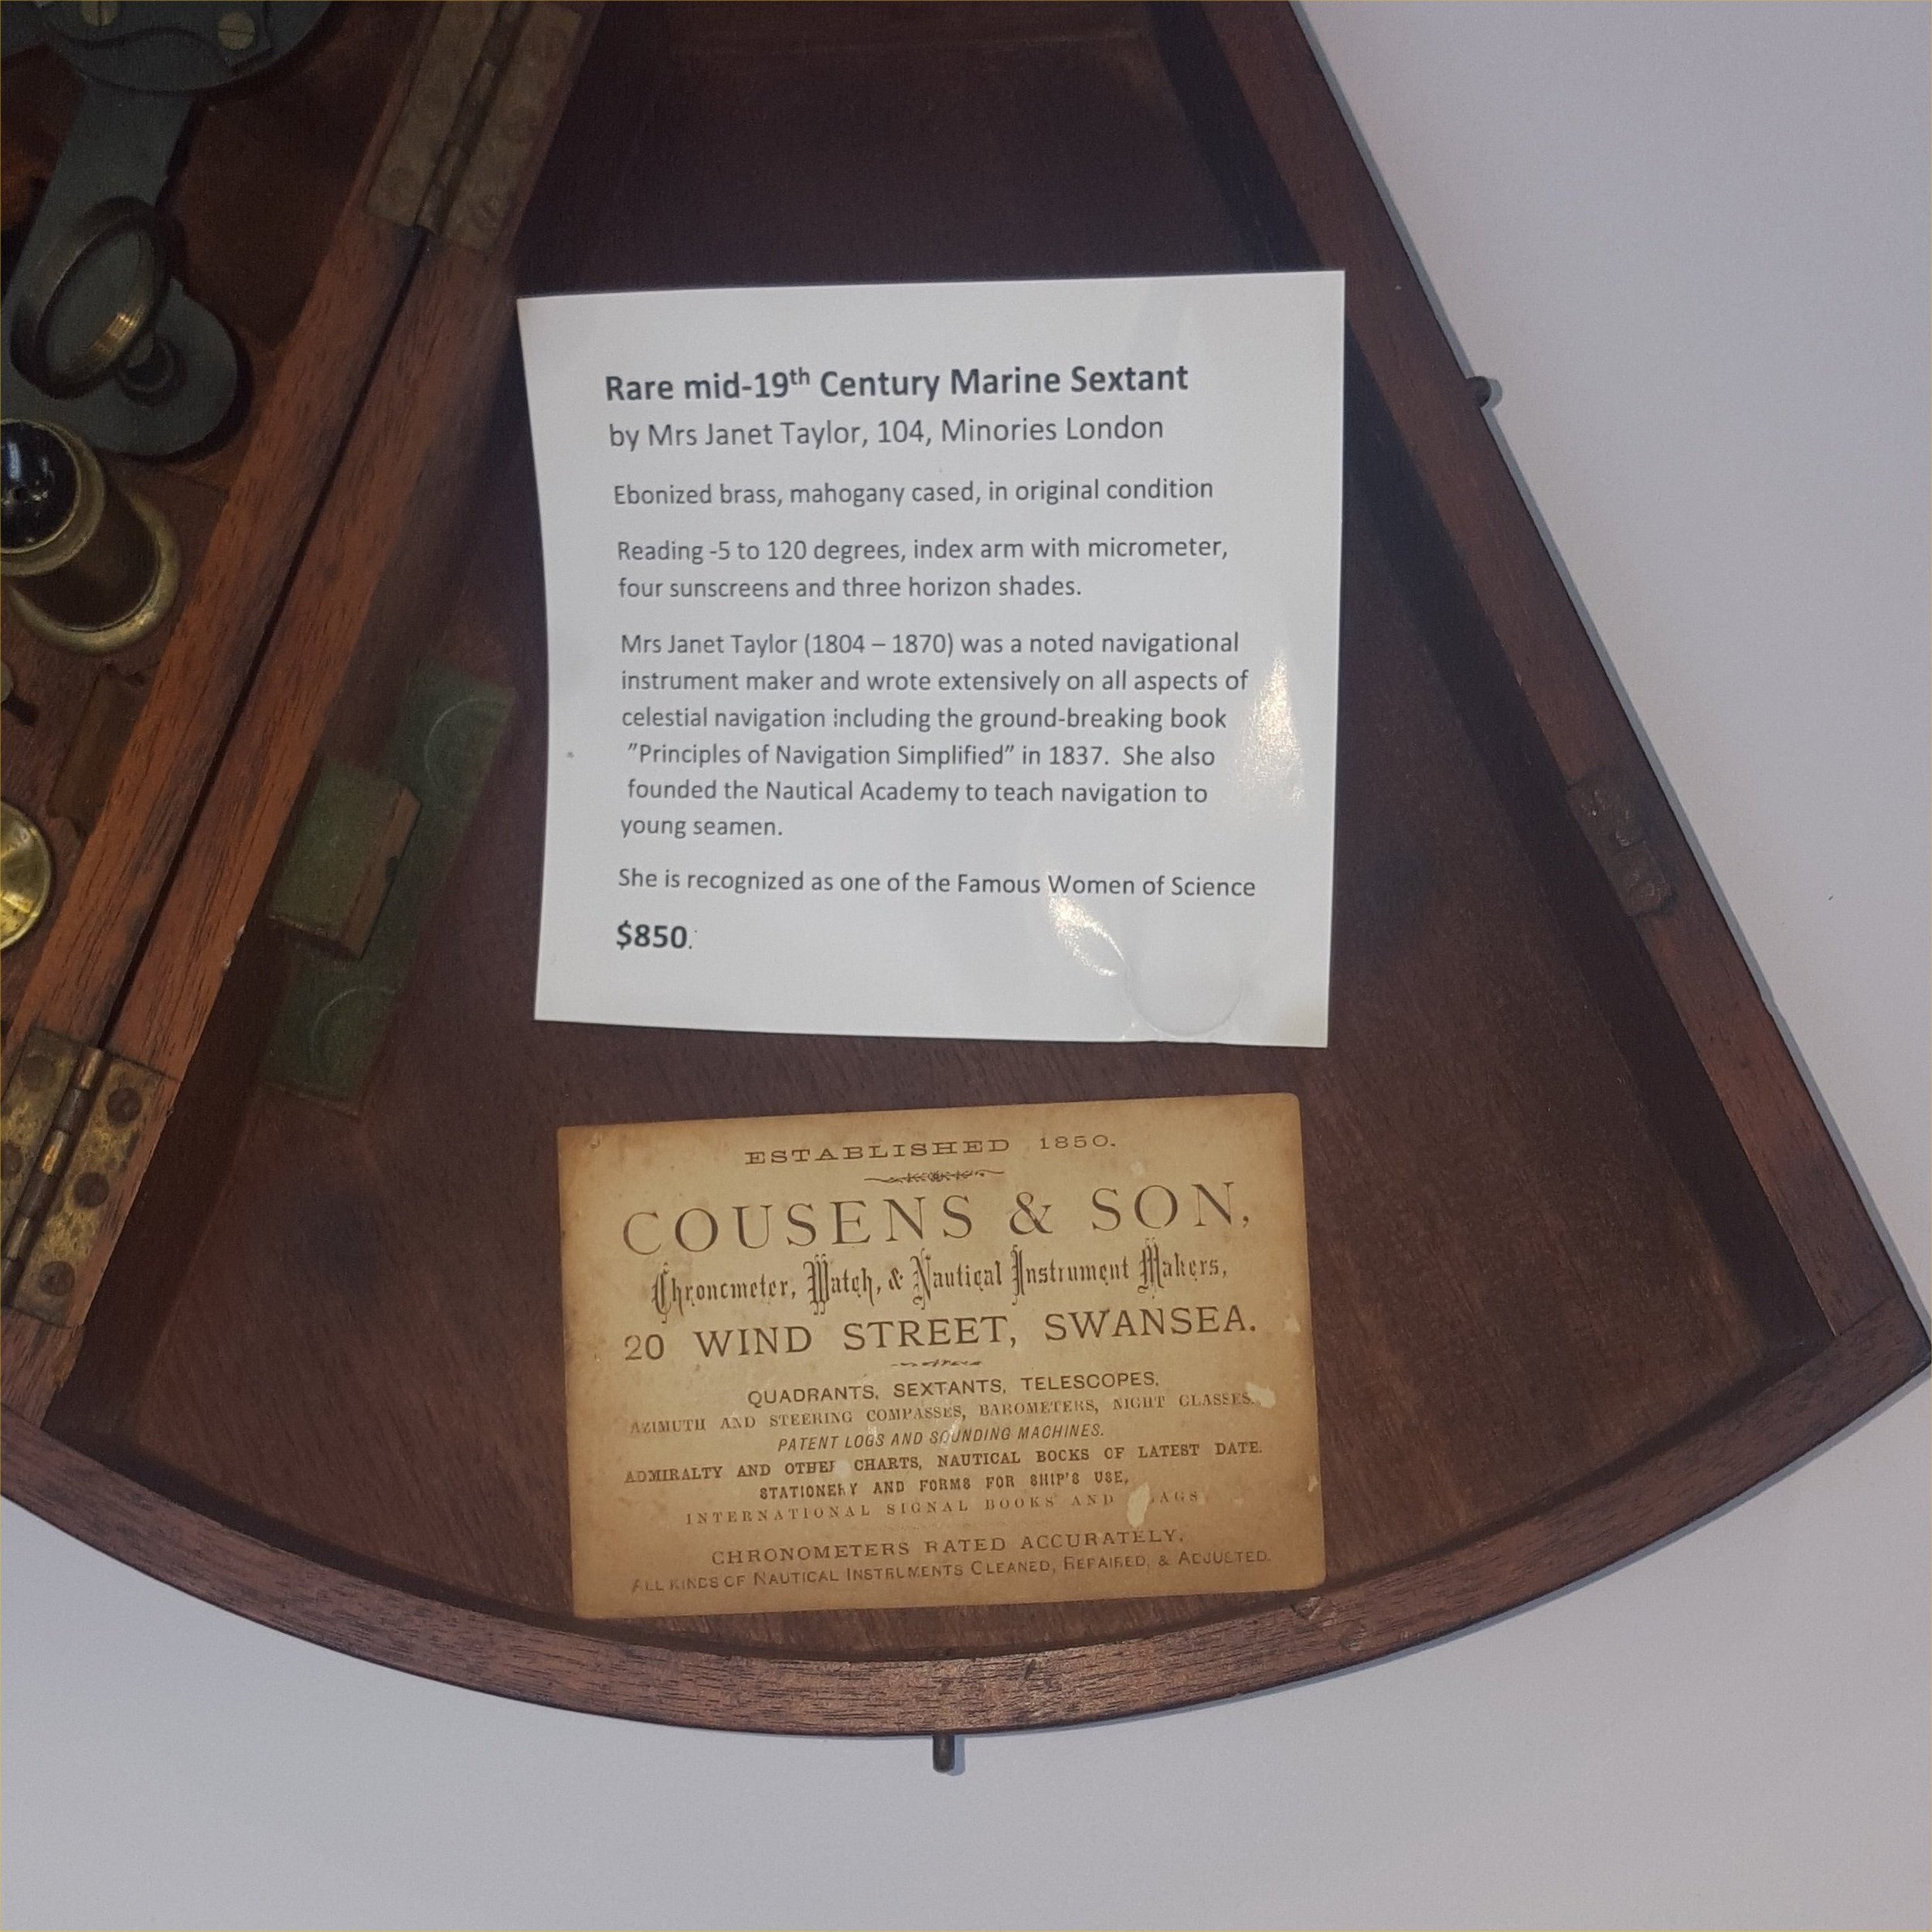 Rare mid-19th Century Marine Sextant
by Mrs Janet Taylor, 104, Minories London
Ebonized brass, mahogany cased, in original condition
Reading -5 to 120 degrees, index arm with micrometer,
four sunscreens and three horizon shades.
Mrs Janet Taylor (1804 – 1870) was a noted navigational
instrument maker and wrote extensively on all aspects of
celestial navigation including the ground-breaking book
"Principles of Navigation Simplified" in 1837. She also
founded the Nautical Academy to teach navigation to
young seamen.
She is recognized as one of the Famous Women of Science
$850.
ESTABLISHED 1850.
COUSENS & SON,
Chronometer, Watch, & Nautical Instrument Makers,
20 WIND STREET, SWANSEA.
QUADRANTS, SEXTANTS, TELESCOPES,
AZIMUTH AND STEERING COMPASSES, BAROMETERS, NIGHT GLASSES,
PATENT LOGS AND SOUNDING MACHINES.
ADMIRALTY AND OTHER CHARTS, NAUTICAL BOOKS OF LATEST DATE.
STATIONERY AND FORMS FOR SHIP'S USE,
INTERNATIONAL SIGNAL BOOKS AND
CHRONOMETERS RATED ACCURATELY.
ALL KINDS OF NAUTICAL INSTRUMENTS CLEANED, REPAIRED, & ADJUSTED.